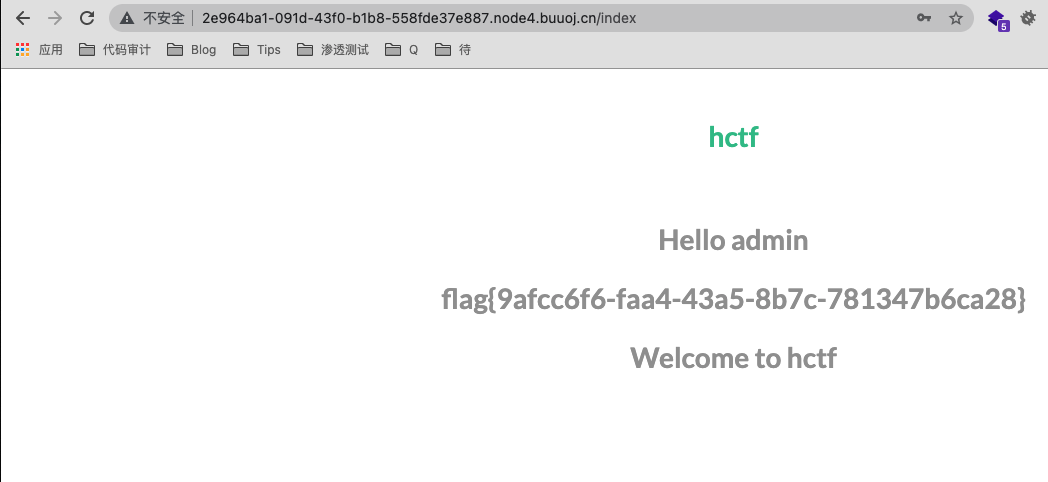 不安全 2e964ba1-091d-43f0-b1b8-558fde37e887.node4.buuoj.cn/index
5
应用 代码审计 Blog Tips 渗透测试 Q 待
hctf
Hello admin
flag{9afcc6f6-faa4-43a5-8b7c-781347b6ca28}
Welcome to hctf